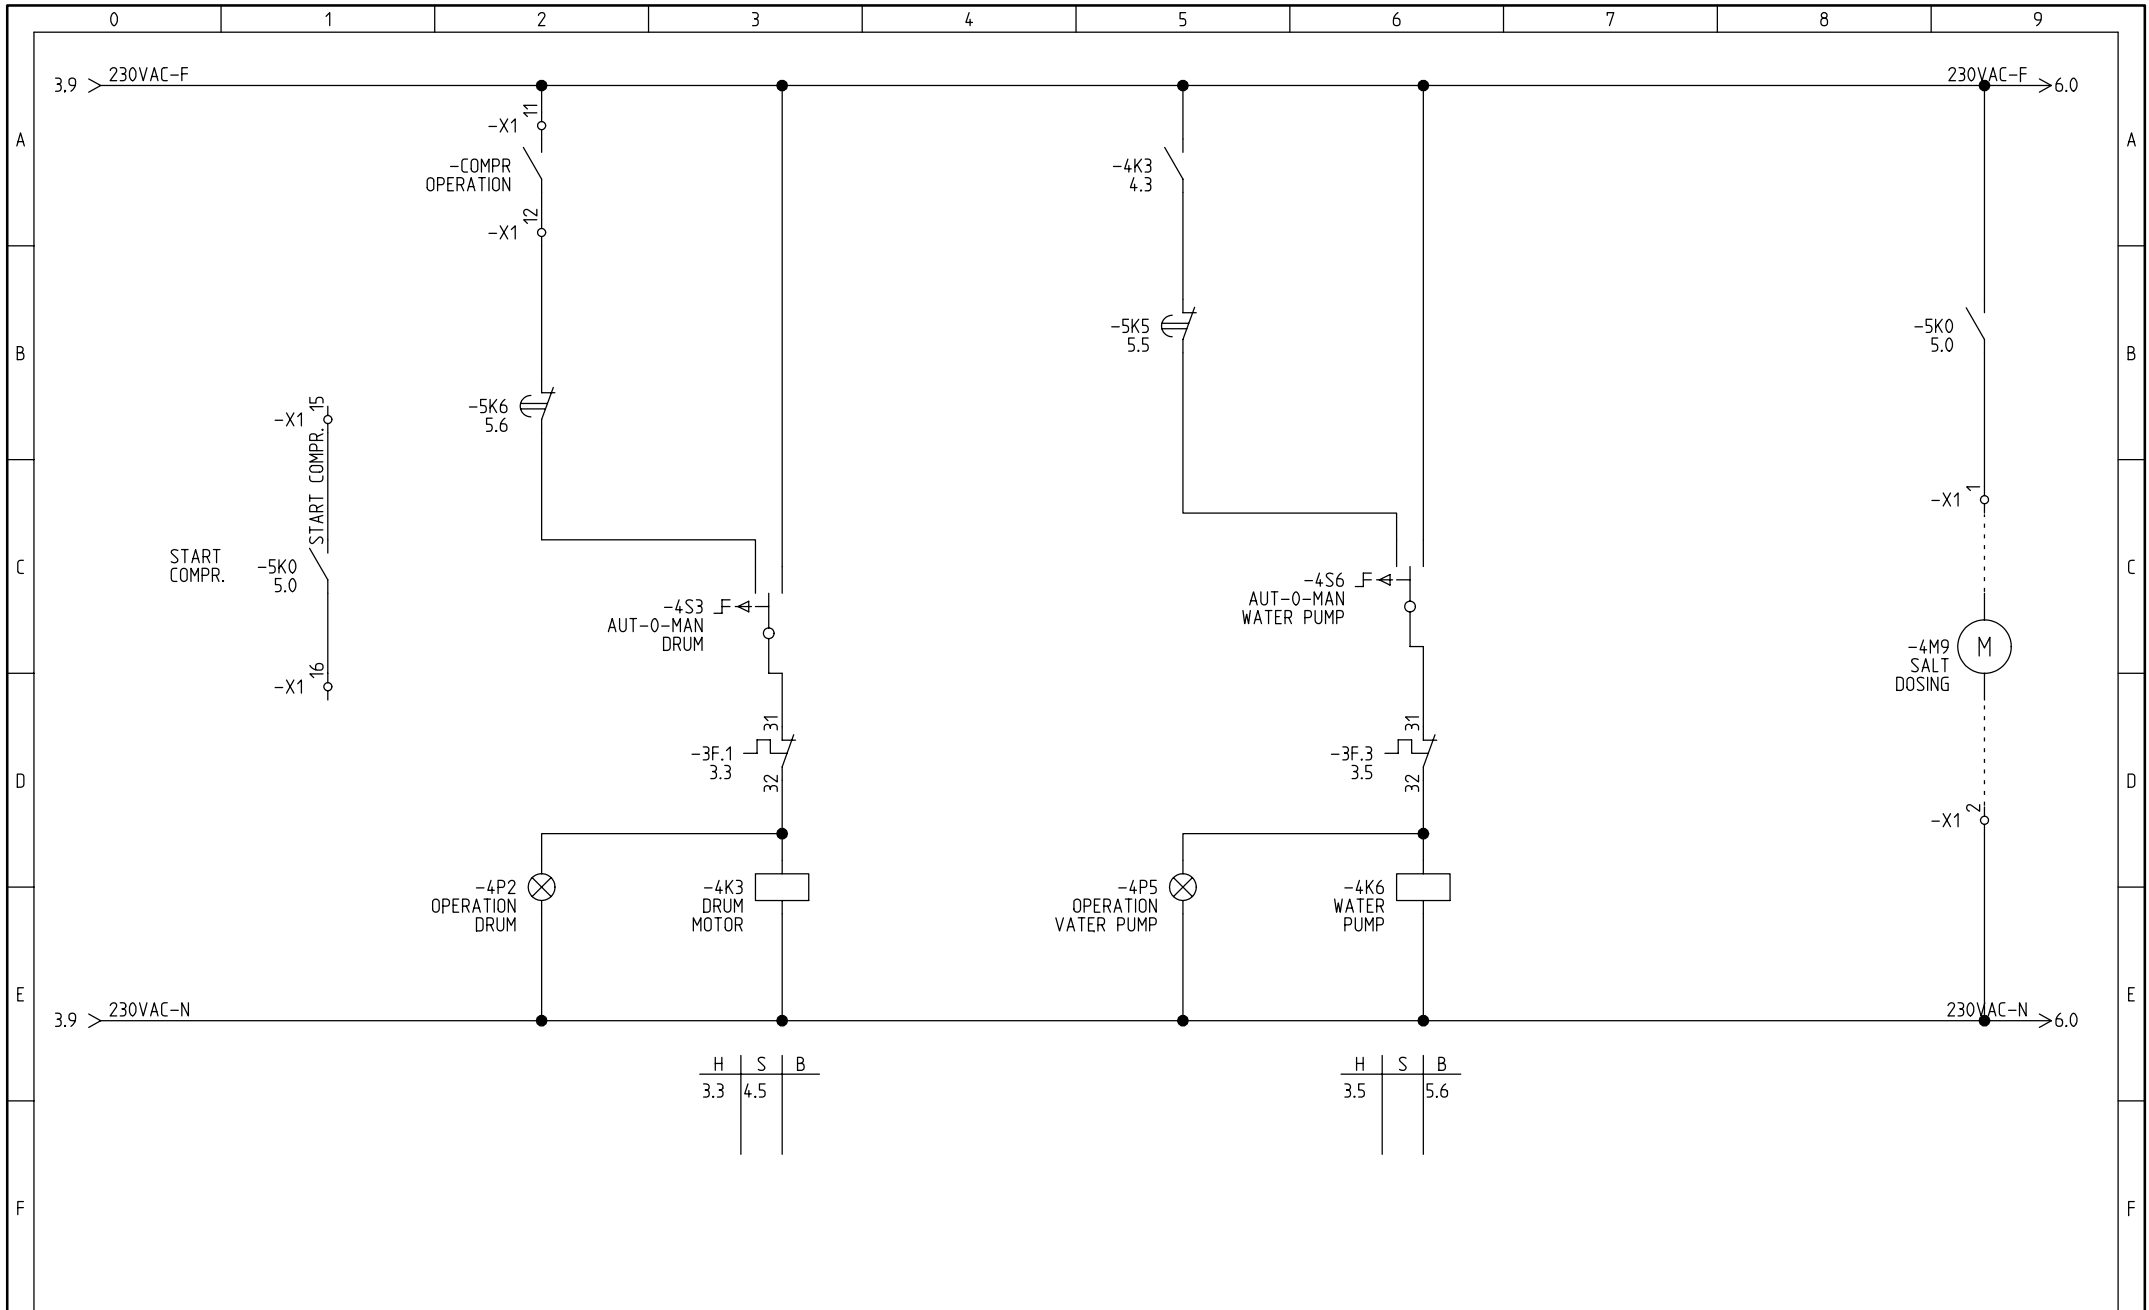 0 1 2 3 4 5 6 7 8 9
3.9 230VAC-F 230VAC-F 6.0
A A
-X1 11
-COMPR
OPERATION
-X1 12
-4K3
4.3
B B
-5K5
5.5
-5K0
5.0
-5K6
5.6
-X1 15
START COMPR.
START
COMPR.
-5K0
5.0
-X1 16
C C
-X1 1
-4S3
AUT-0-MAN
DRUM
-4S6
AUT-0-MAN
WATER PUMP
M
-4M9
SALT
DOSING
D D
31
-3F.1
3.3
32
31
-3F.3
3.5
32
-X1 2
-4P2
OPERATION
DRUM
-4K3
DRUM
MOTOR
-4P5
OPERATION
VATER PUMP
-4K6
WATER
PUMP
E E
3.9 230VAC-N 230VAC-N 6.0
H S B
3.3 4.5
H S B
3.5 5.6
F F